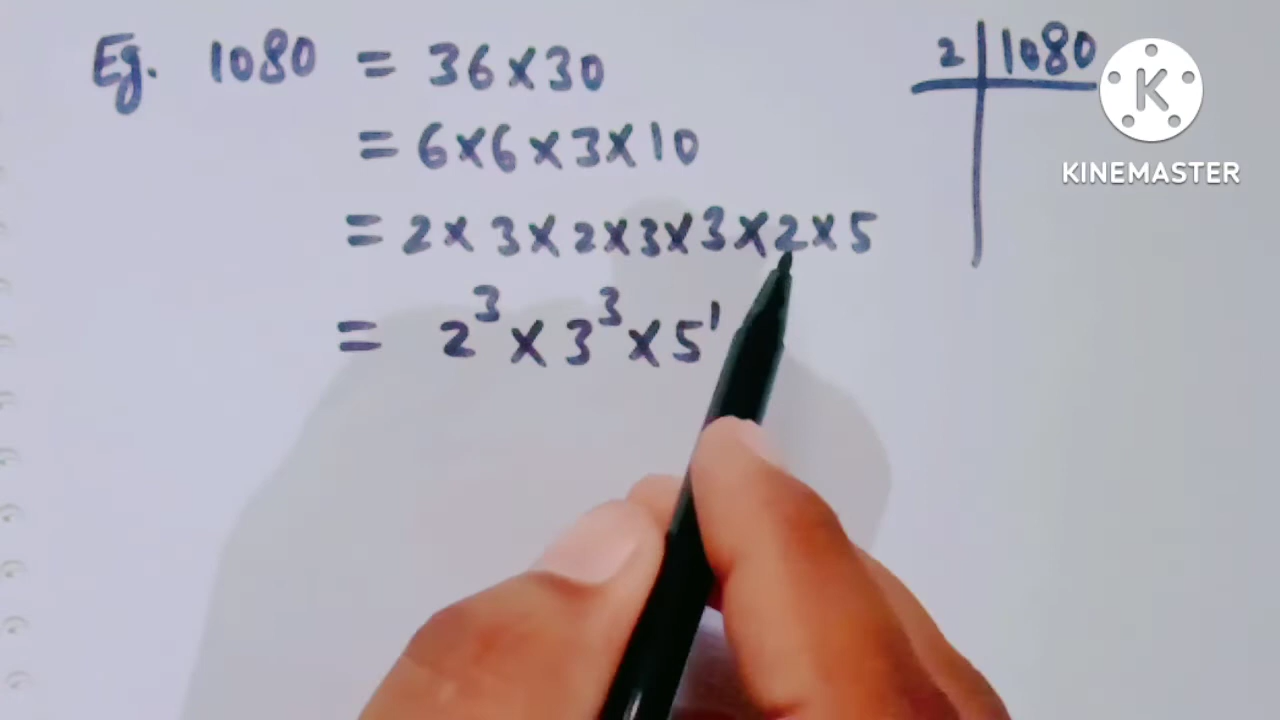 Eg. 1080 = 36×30
= 6×6×3×10
= 2×3×2×3×3×2×5
= 2³×3³×5¹
2 | 1080
K
KINEMASTER